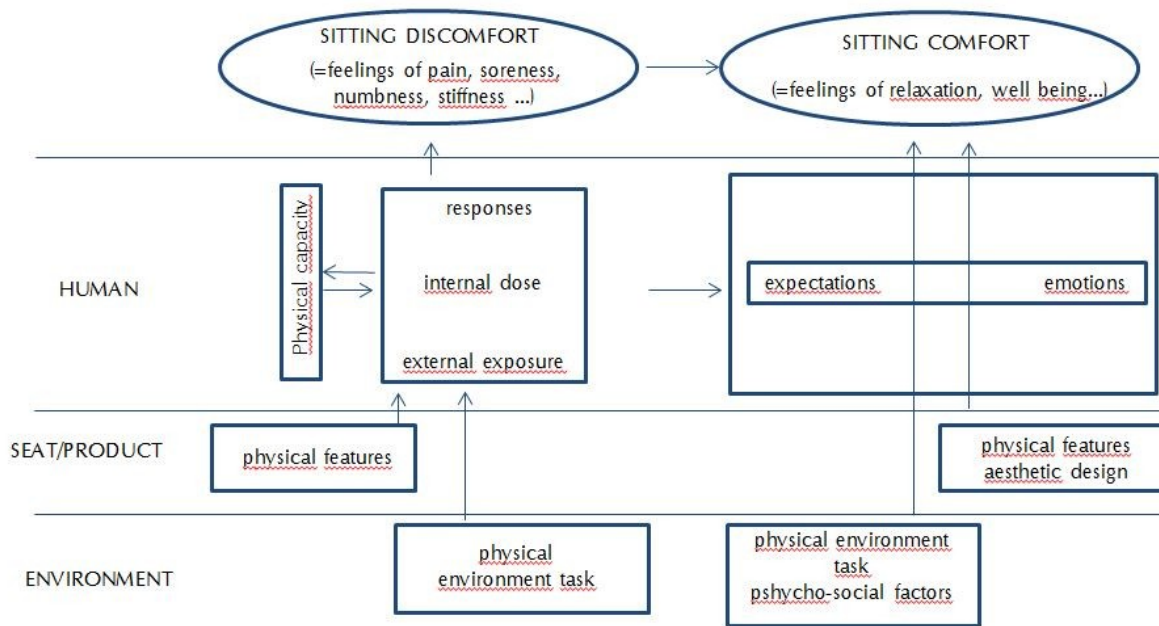 SITTING DISCOMFORT
(=feelings of pain, soreness,
numbness, stiffness ...)
SITTING COMFORT
(=feelings of relaxation, well being...)
HUMAN
Physical capacity
responses
internal dose
external exposure
expectations
emotions
SEAT/PRODUCT
physical features
physical features
aesthetic design
ENVIRONMENT
physical
environment task
physical environment
task
pshycho-social factors